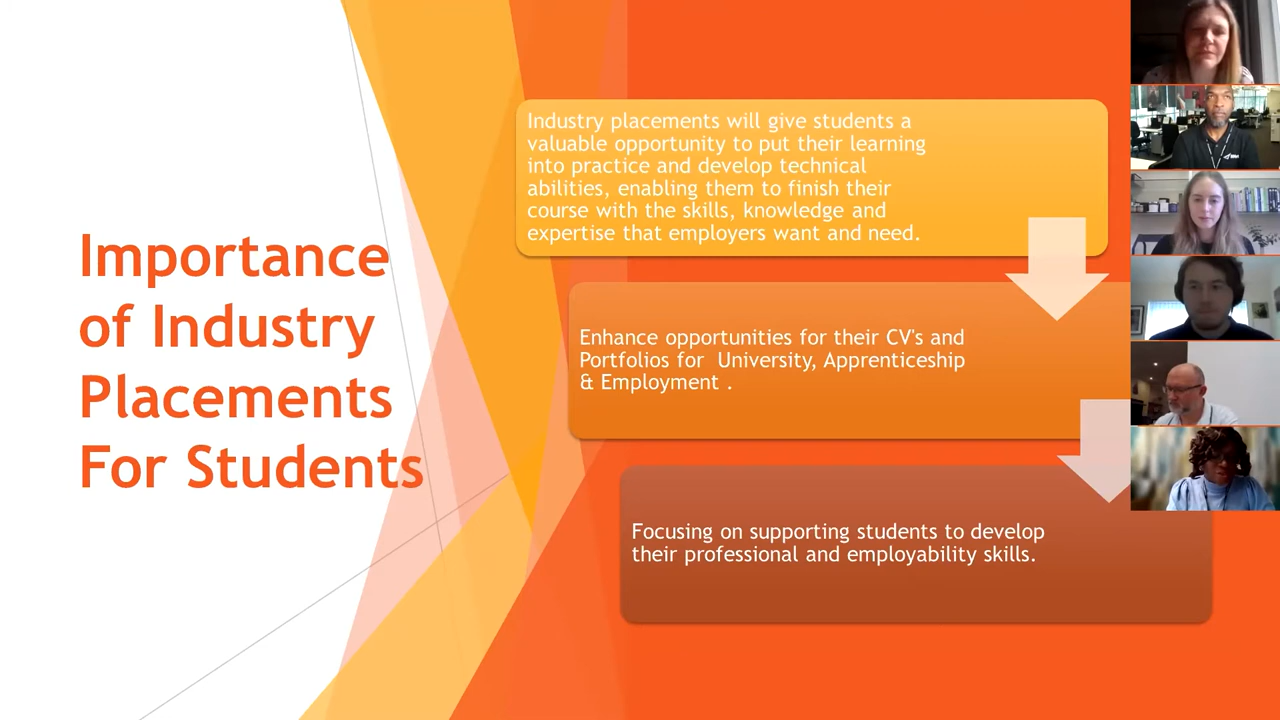 Importance
of Industry
Placements
For Students
Industry placements will give students a
valuable opportunity to put their learning
into practice and develop technical
abilities, enabling them to finish their
course with the skills, knowledge and
expertise that employers want and need.
Enhance opportunities for their CV's and
Portfolios for  University, Apprenticeship
& Employment .
Focusing on supporting students to develop
their professional and employability skills.